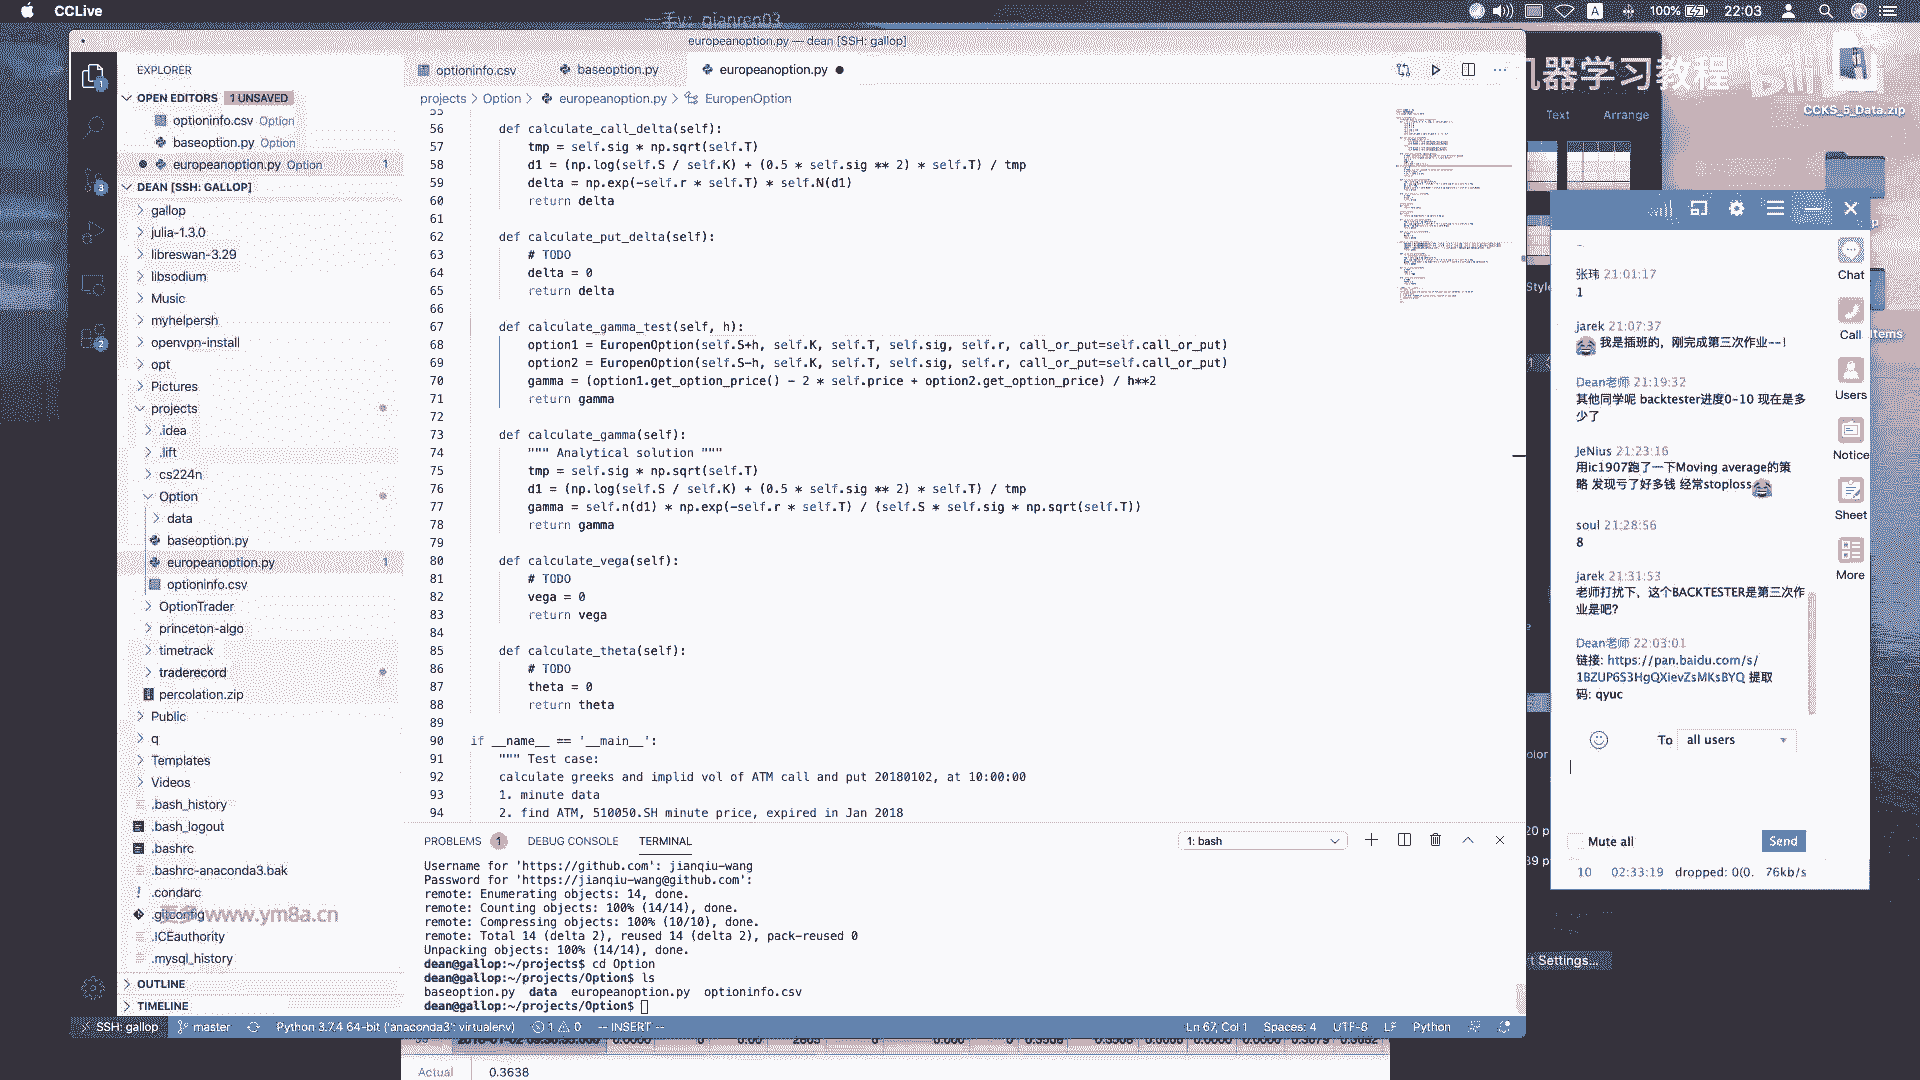 CCLive
100%
A
22:03
一手v: qianren03
europeanoption.py — dean [SSH: gallop]
机器学习教程
Bill
CCKS_5_Data.zip
Text
Arrange
EXPLORER
OPEN EDITORS
1 UNSAVED
optioninfo.csv Option
baseoption.py Option
europeanoption.py Option 1
DEAN [SSH: GALLOP]
gallop
julia-1.3.0
libreswan-3.29
libsodium
Music
myhelpersh
openvpn-install
opt
Pictures
projects
.idea
.lift
cs224n
Option
data
baseoption.py
europeanoption.py 1
optioninfo.csv
OptionTrader
princeton-algo
timetrack
traderecord
percolation.zip
Public
q
Templates
Videos
.bash_history
.bash_logout
.bashrc
.bashrc-anaconda3.bak
.condarc
.gitconfig
更多:www.ym8a.cn
.ICEauthority
.mysql_history
OUTLINE
TIMELINE
optioninfo.csv
baseoption.py
europeanoption.py
projects > Option > europeanoption.py > EuropenOption
55
56 def calculate_call_delta(self):
57 tmp = self.sig * np.sqrt(self.T)
58 d1 = (np.log(self.S / self.K) + (0.5 * self.sig ** 2) * self.T) / tmp
59 delta = np.exp(-self.r * self.T) * self.N(d1)
60 return delta
61
62 def calculate_put_delta(self):
63 # TODO
64 delta = 0
65 return delta
66
67 def calculate_gamma_test(self, h):
68 option1 = EuropenOption(self.S+h, self.K, self.T, self.sig, self.r, call_or_put=self.call_or_put)
69 option2 = EuropenOption(self.S-h, self.K, self.T, self.sig, self.r, call_or_put=self.call_or_put)
70 gamma = (option1.get_option_price() - 2 * self.price + option2.get_option_price) / h**2
71 return gamma
72
73 def calculate_gamma(self):
74 """ Analytical solution """
75 tmp = self.sig * np.sqrt(self.T)
76 d1 = (np.log(self.S / self.K) + (0.5 * self.sig ** 2) * self.T) / tmp
77 gamma = self.n(d1) * np.exp(-self.r * self.T) / (self.S * self.sig * np.sqrt(self.T))
78 return gamma
79
80 def calculate_vega(self):
81 # TODO
82 vega = 0
83 return vega
84
85 def calculate_theta(self):
86 # TODO
87 theta = 0
88 return theta
89
90 if __name__ == '__main__':
91 """ Test case:
92 calculate greeks and implid vol of ATM call and put 20180102, at 10:00:00
93 1. minute data
94 2. find ATM, 510050.SH minute price, expired in Jan 2018
PROBLEMS 1 DEBUG CONSOLE TERMINAL
1: bash
Username for 'https://github.com': jianqiu-wang
Password for 'https://jianqiu-wang@github.com':
remote: Enumerating objects: 14, done.
remote: Counting objects: 100% (14/14), done.
remote: Compressing objects: 100% (10/10), done.
remote: Total 14 (delta 2), reused 14 (delta 2), pack-reused 0
Unpacking objects: 100% (14/14), done.
dean@gallop:~/projects$ cd Option
dean@gallop:~/projects/Option$ ls
baseoption.py data europeanoption.py optioninfo.csv
dean@gallop:~/projects/Option$
SSH: gallop master Python 3.7.4 64-bit ('anaconda3': virtualenv) 1 0 -- INSERT -- Ln 67, Col 1 Spaces: 4 UTF-8 LF Python
Actual 0.3638
张玮 21:01:17
1
jarek 21:07:37
我是插班的，刚完成第三次作业~~!
Dean老师 21:19:32
其他同学呢 backtester进度0-10 现在是多
少了
JeNius 21:23:16
用ic1907跑了一下Moving average的策
略 发现亏了好多钱 经常stoploss
soul 21:28:56
8
jarek 21:31:53
老师打扰下，这个BACKTESTER是第三次作
业是吧?
Dean老师 22:03:01
链接: https://pan.baidu.com/s/
1BZUP6S3HgQXievZsMKsBYQ 提取
码: qyuc
To all users
Mute all
Send
10 02:33:19 dropped: 0(0. 76kb/s
Chat
Call
Users
Notice
Sheet
More
Style
Items
t Settings...